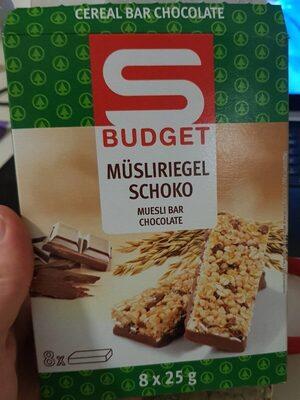 CEREAL BAR CHOCOLATE
S
BUDGET
MÜSLIRIEGEL
SCHOKO
MUESLI BAR
CHOCOLATE
8x
8 x 25 g